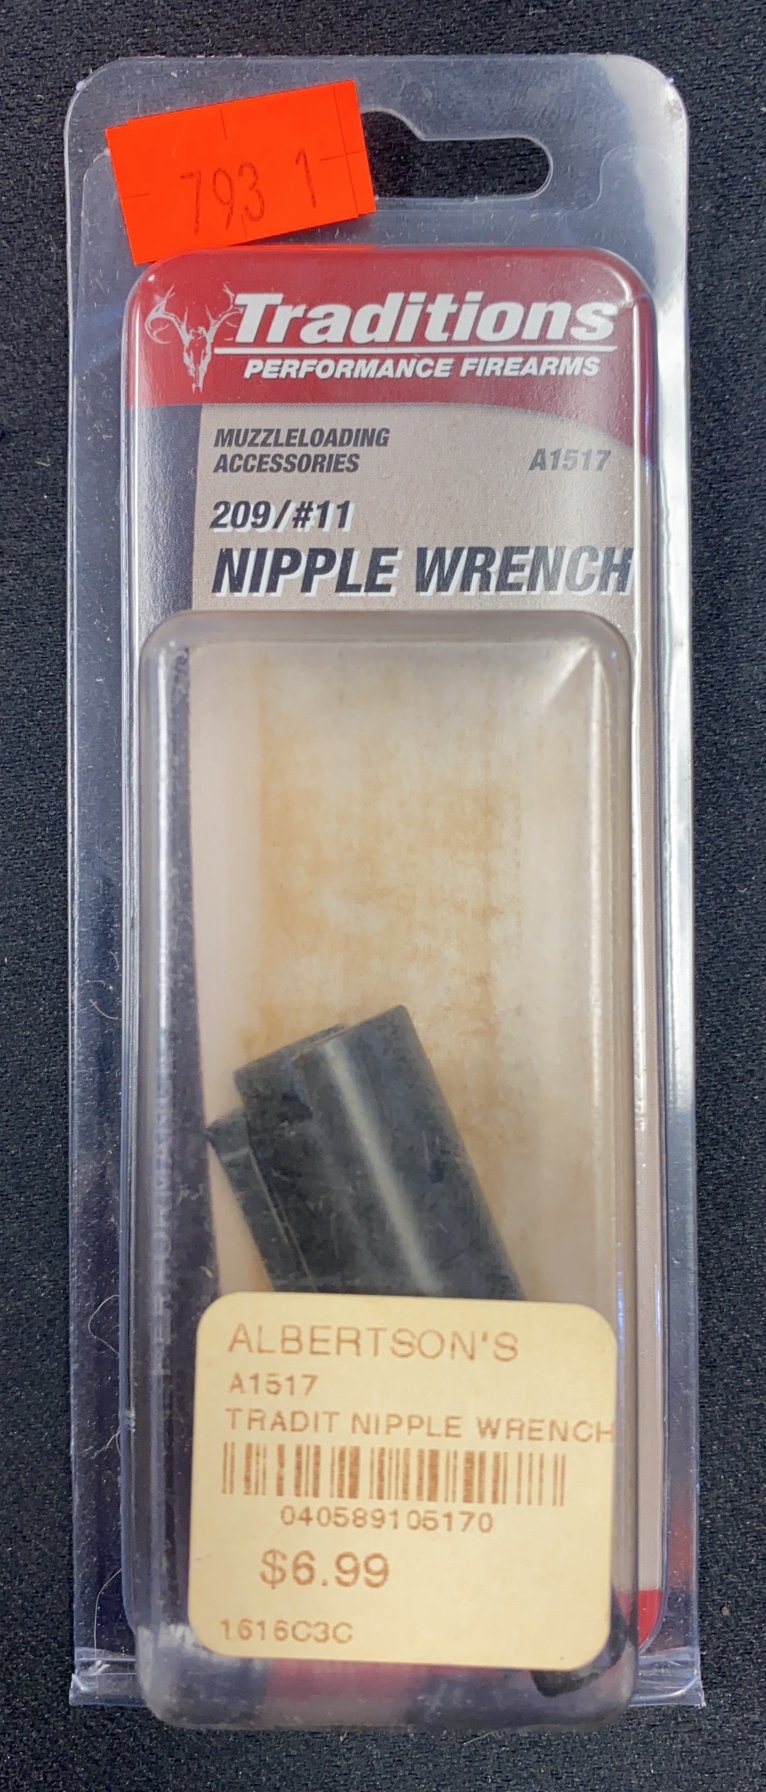 793 1
Traditions
PERFORMANCE FIREARMS
MUZZLELOADING
ACCESSORIES A1517
209/#11
NIPPLE WRENCH
ALBERTSON'S
A1517
TRADIT NIPPLE WRENCH
040589105170
$6.99
1616C3C